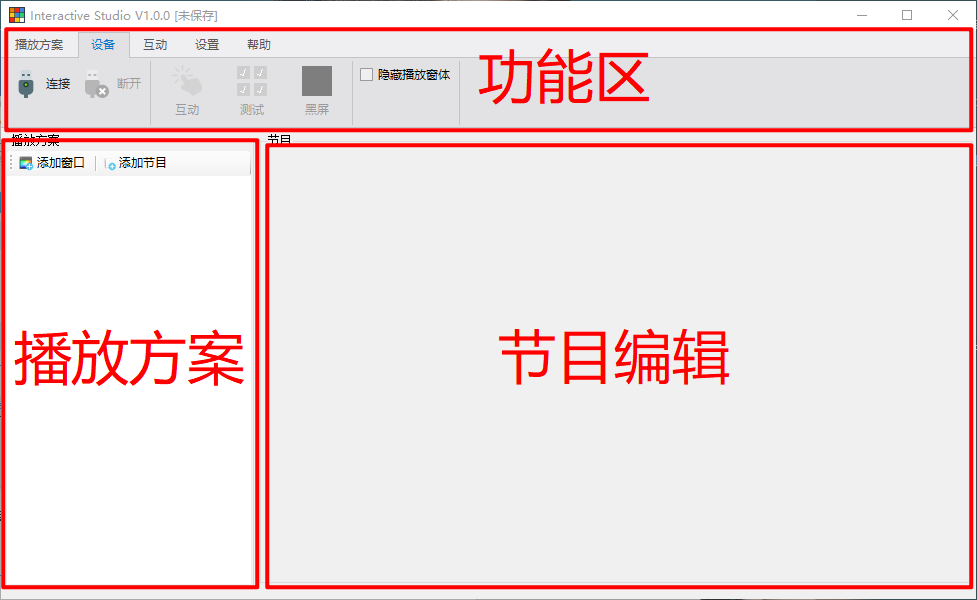 Interactive Studio V1.0.0 [未保存]
播放方案 设备 互动 设置 帮助
连接 断开 互动 测试 黑屏 隐藏播放窗体
功能区
播放方案 节目
添加窗口 添加节目
播放方案 节目编辑